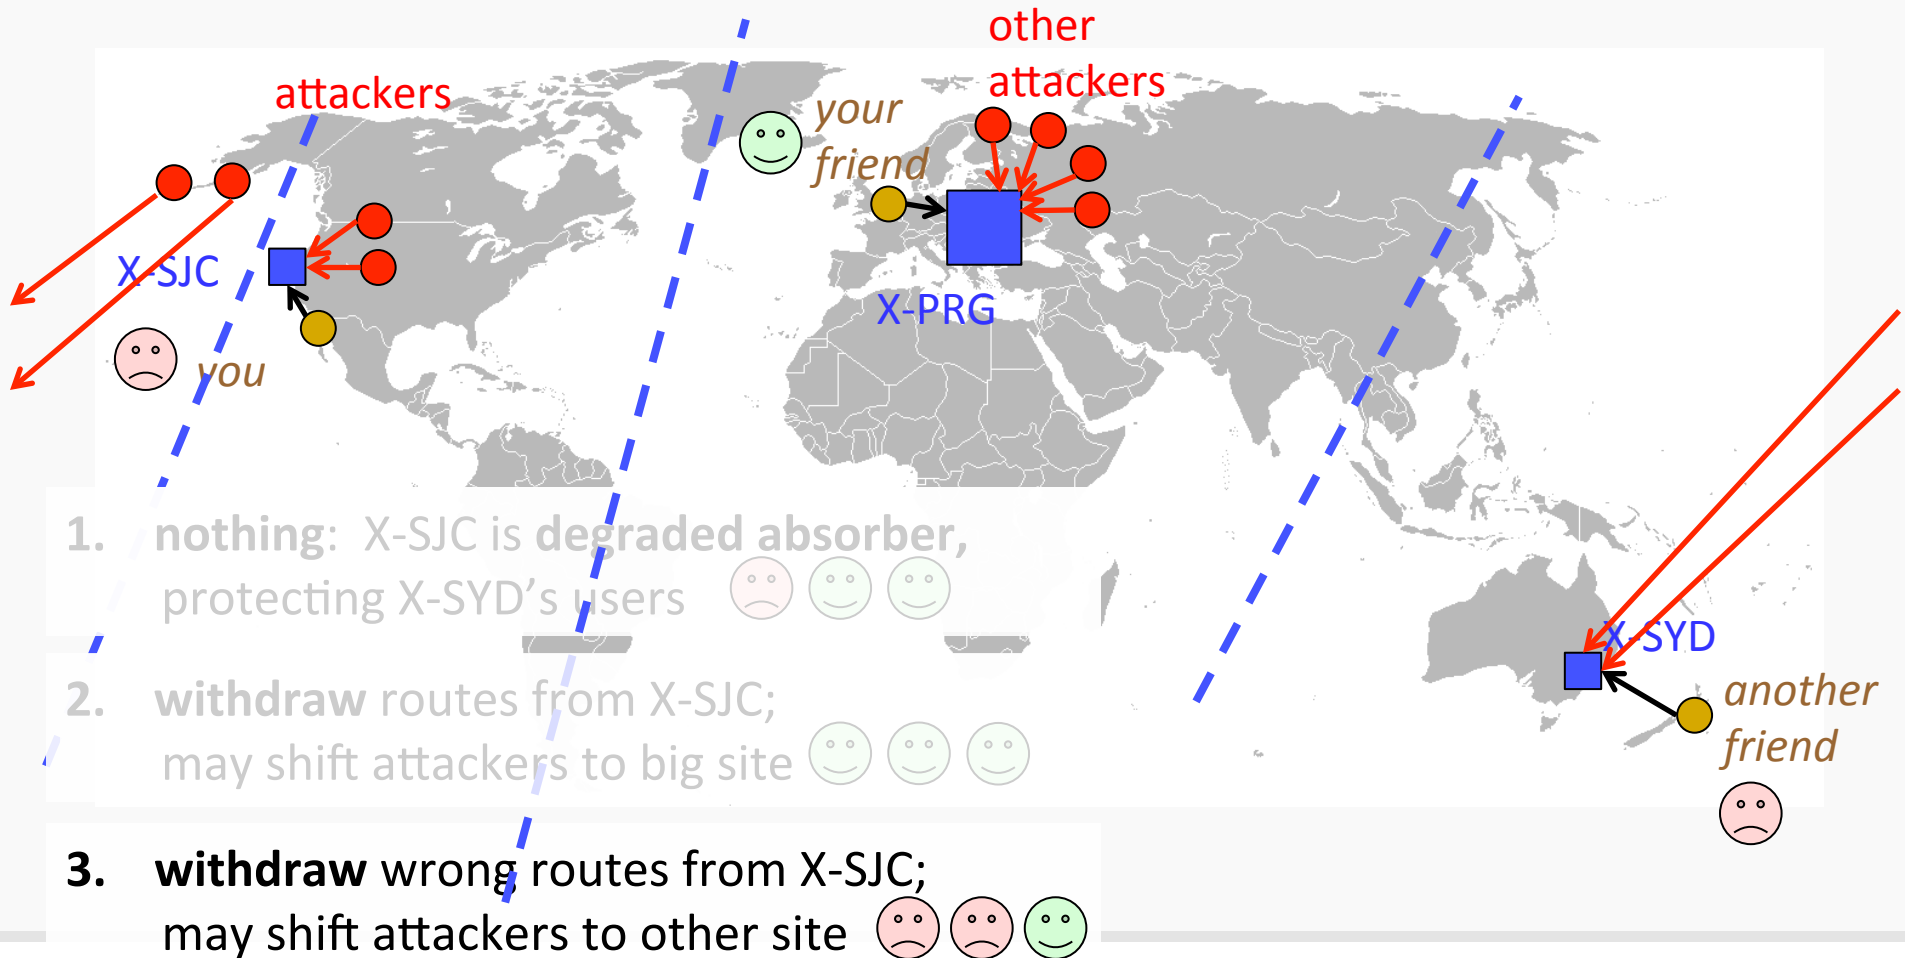 other
attackers
attackers
your
friend
X-SJC
X-PRG
you
1. nothing: X-SJC is degraded absorber,
protecting X-SYD's users
X-SYD
2. withdraw routes from X-SJC;
may shift attackers to big site
another
friend
3. withdraw wrong routes from X-SJC;
may shift attackers to other site